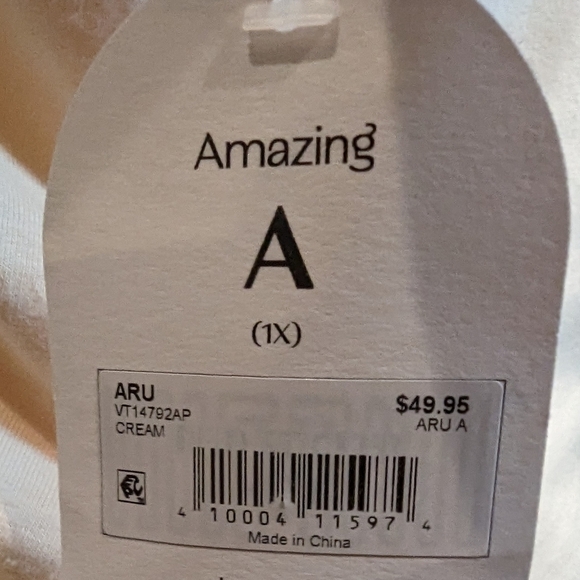 Amazing
A
(1X)
ARU
$49.95
VT14792AP
ARU A
CREAM
4 10004 11597 4
Made in China